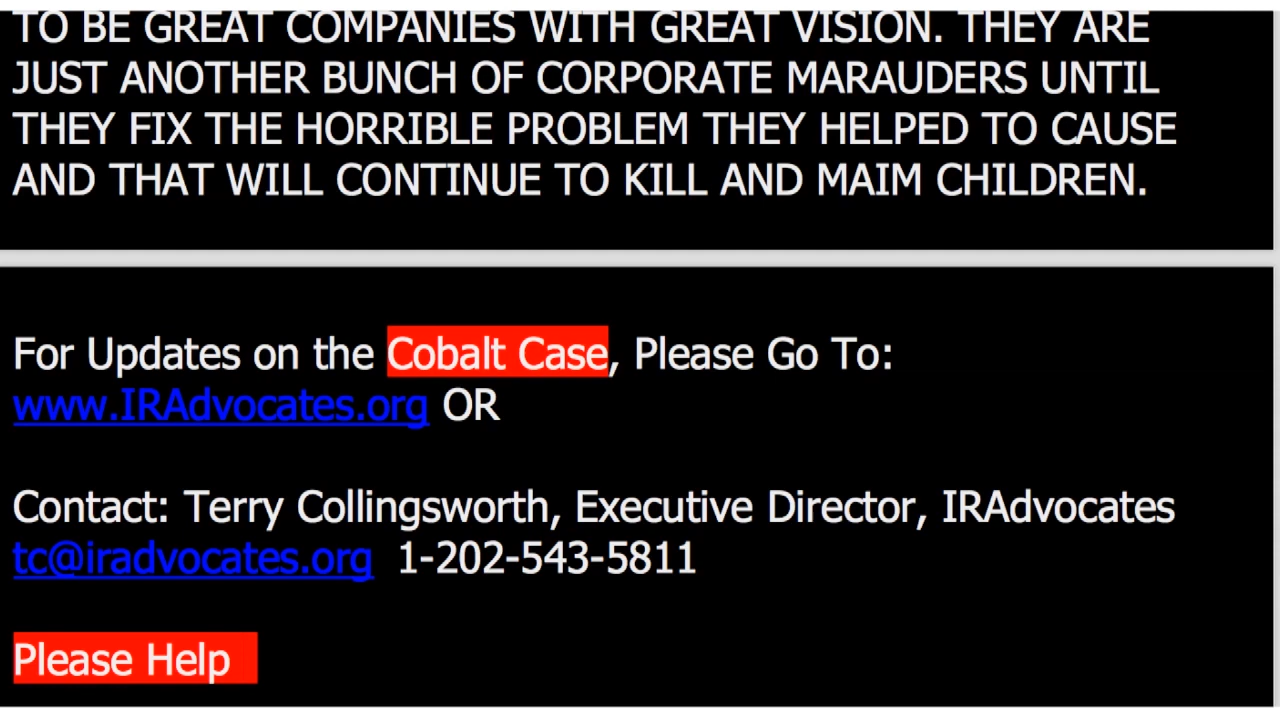 TO BE GREAT COMPANIES WITH GREAT VISION. THEY ARE
JUST ANOTHER BUNCH OF CORPORATE MARAUDERS UNTIL
THEY FIX THE HORRIBLE PROBLEM THEY HELPED TO CAUSE
AND THAT WILL CONTINUE TO KILL AND MAIM CHILDREN.
For Updates on the Cobalt Case, Please Go To:
www.IRAdvocates.org OR
Contact: Terry Collingsworth, Executive Director, IRAdvocates
tc@iradvocates.org 1-202-543-5811
Please Help